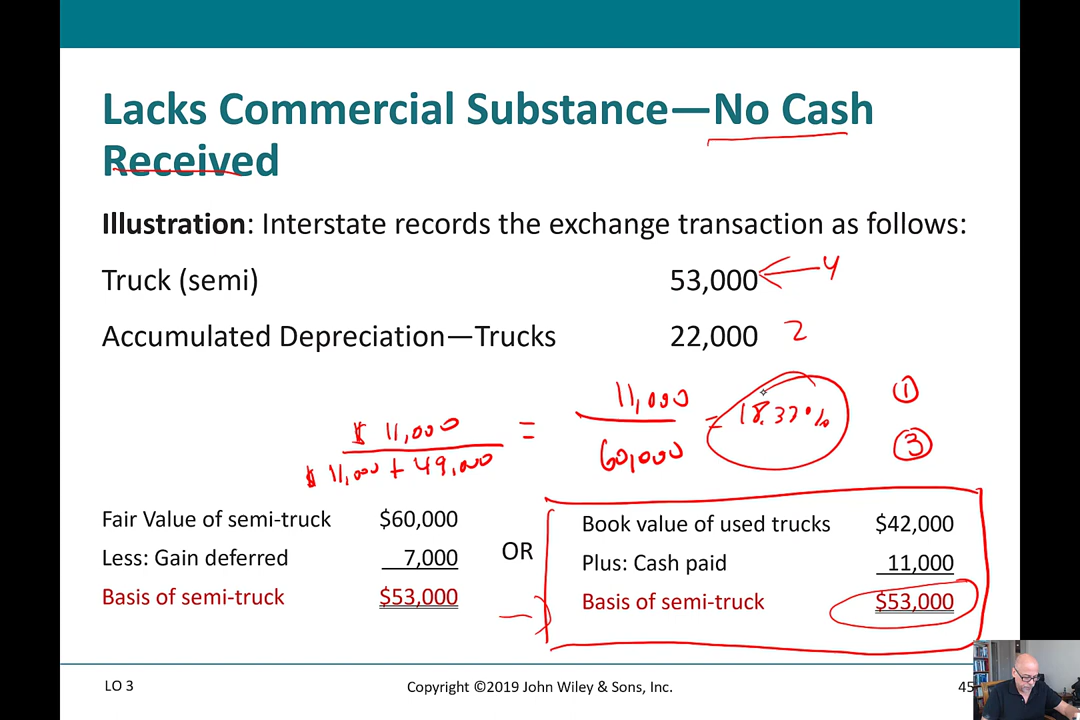 Lacks Commercial Substance—No Cash
Received
Illustration: Interstate records the exchange transaction as follows:
Truck (semi) 53,000 4
Accumulated Depreciation—Trucks 22,000 2
$ 11,000 = 11,000 = 18.33% ①
$ 11,000 + 49,000 60,000 ③
Fair Value of semi-truck $60,000
Less: Gain deferred 7,000
Basis of semi-truck $53,000
OR
Book value of used trucks $42,000
Plus: Cash paid 11,000
Basis of semi-truck $53,000
LO 3 Copyright ©2019 John Wiley & Sons, Inc. 45